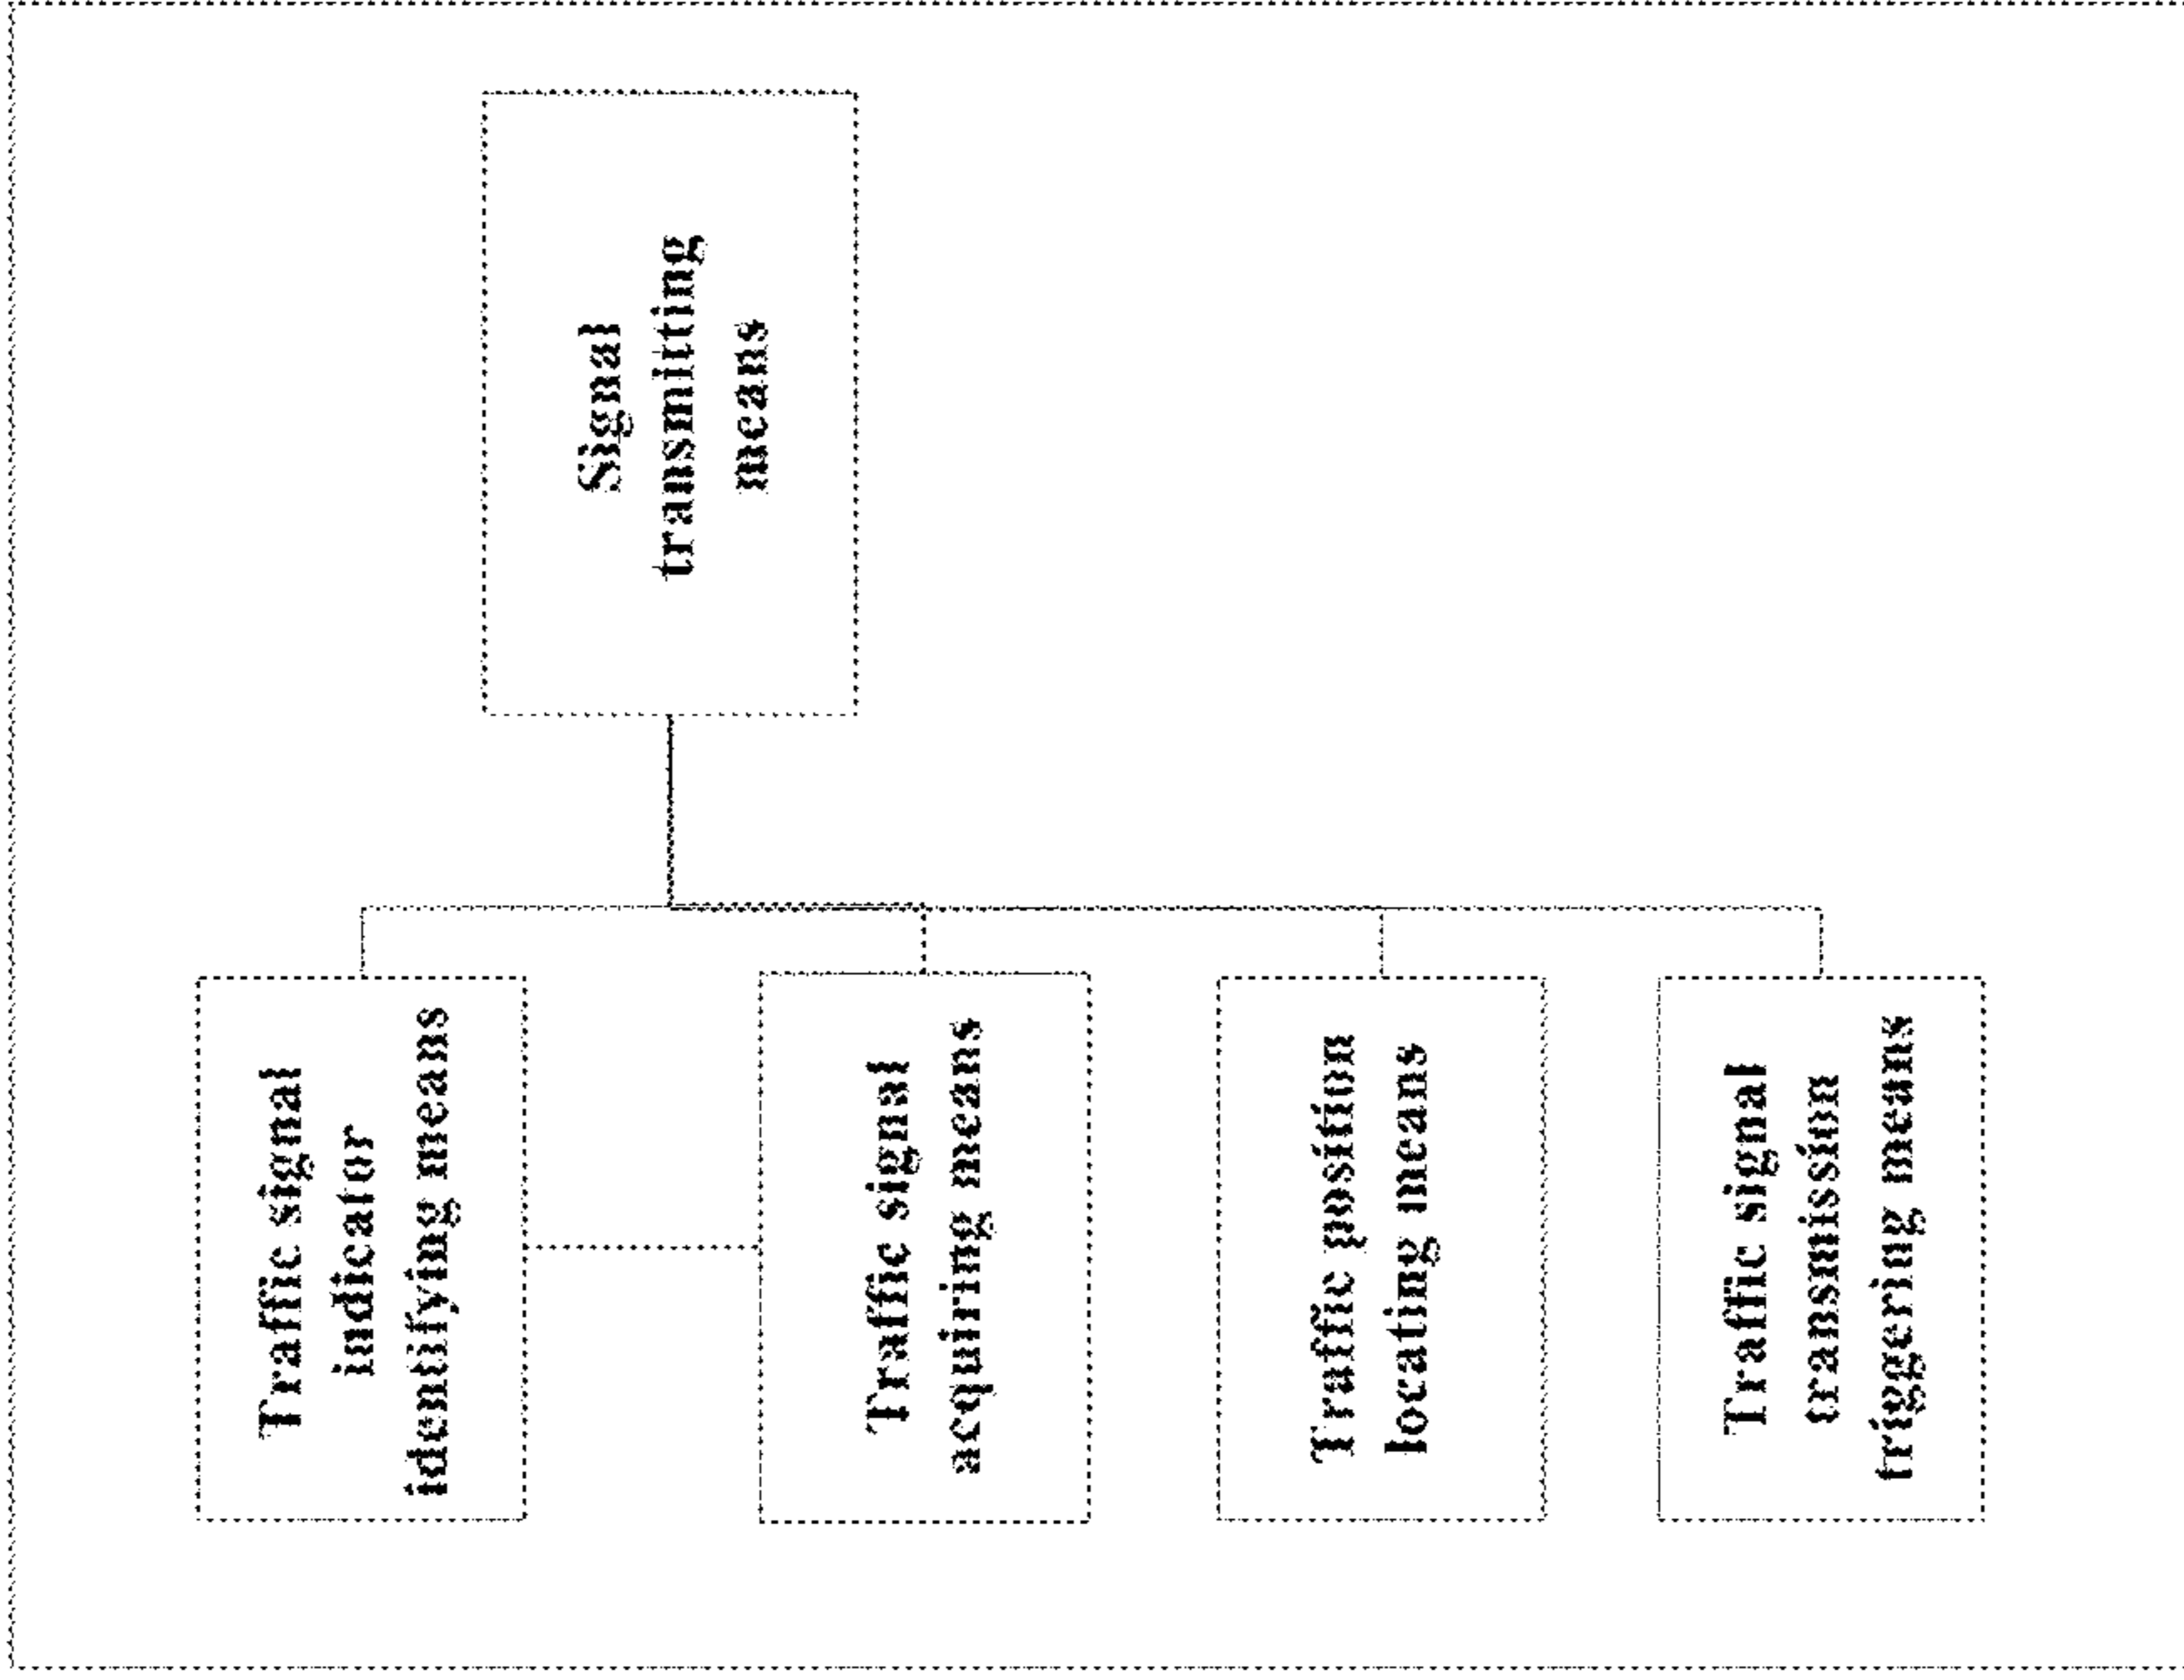 Signal
transmitting
means
Traffic signal
indicator
identifying means
Traffic signal
acquiring means
Traffic position
locating means
Traffic signal
transmission
triggering means